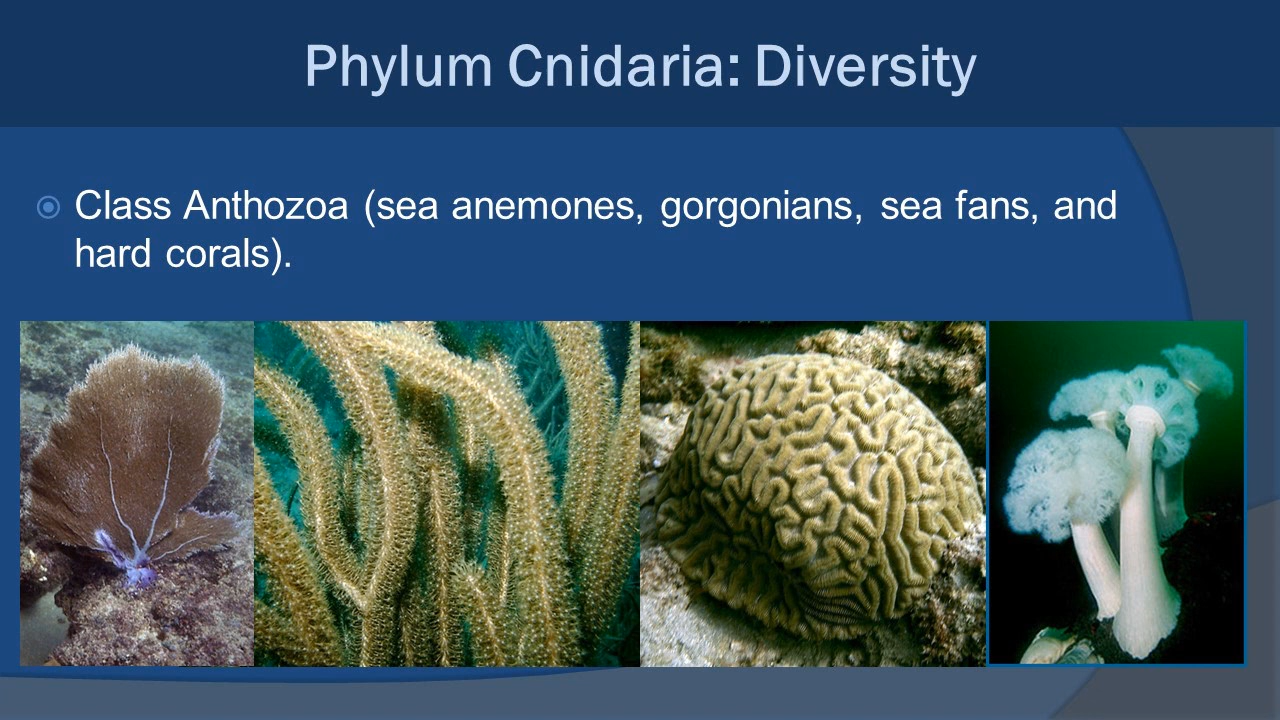 Phylum Cnidaria: Diversity
Class Anthozoa (sea anemones, gorgonians, sea fans, and
hard corals).